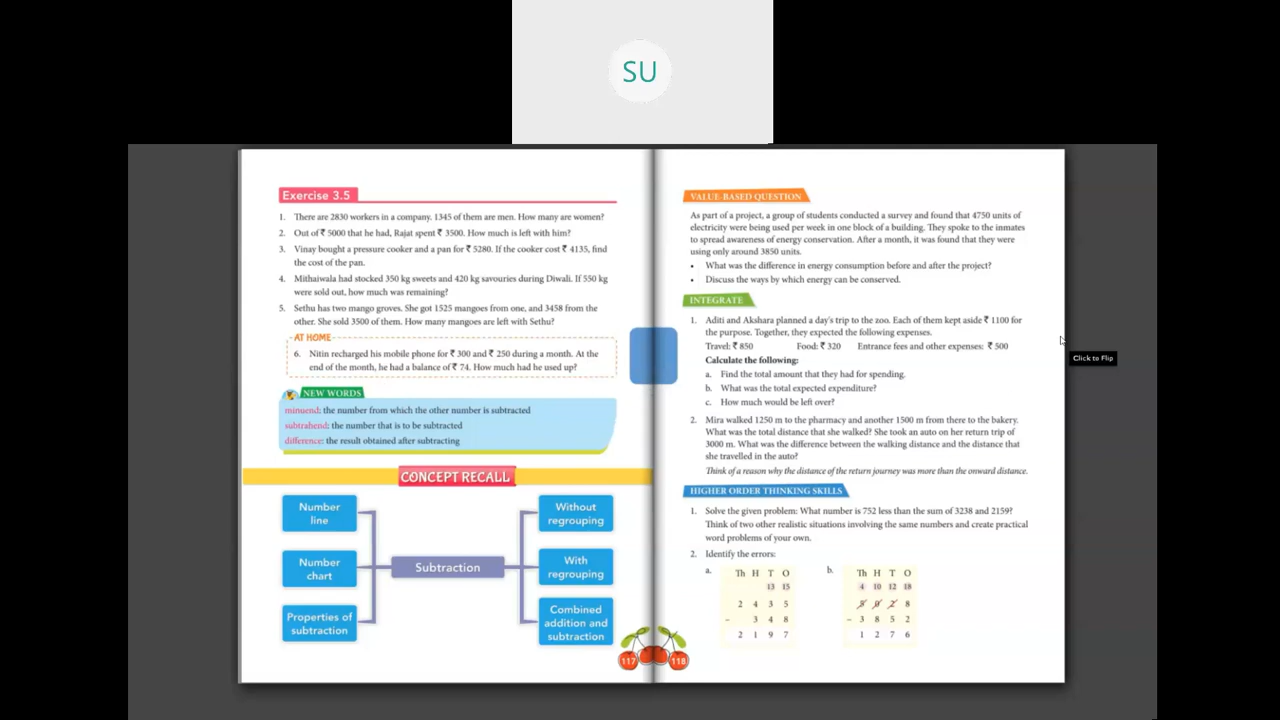 SU
Exercise 3.5
1. There are 2830 workers in a company. 1345 of them are men. How many are women?
2. Out of ₹ 5000 that he had, Rajat spent ₹ 3500. How much is left with him?
3. Vinay bought a pressure cooker and a pan for ₹ 5280. If the cooker cost ₹ 4135, find
the cost of the pan.
4. Mithaiwala had stocked 350 kg sweets and 420 kg savouries during Diwali. If 550 kg
were sold out, how much was remaining?
5. Sethu has two mango groves. She got 1525 mangoes from one, and 3458 from the
other. She sold 3500 of them. How many mangoes are left with Sethu?
AT HOME
6. Nitin recharged his mobile phone for ₹ 300 and ₹ 250 during a month. At the
end of the month, he had a balance of ₹ 74. How much had he used up?
NEW WORDS
minuend: the number from which the other number is subtracted
subtrahend: the number that is to be subtracted
difference: the result obtained after subtracting
CONCEPT RECALL
Number
line
Number
chart
Properties of
subtraction
Subtraction
Without
regrouping
With
regrouping
Combined
addition and
subtraction
117
VALUE-BASED QUESTION
As part of a project, a group of students conducted a survey and found that 4750 units of
electricity were being used per week in one block of a building. They spoke to the inmates
to spread awareness of energy conservation. After a month, it was found that they were
using only around 3850 units.
• What was the difference in energy consumption before and after the project?
• Discuss the ways by which energy can be conserved.
INTEGRATE
1. Aditi and Akshara planned a day's trip to the zoo. Each of them kept aside ₹ 1100 for
the purpose. Together, they expected the following expenses.
Travel: ₹ 850 Food: ₹ 320 Entrance fees and other expenses: ₹ 500
Calculate the following:
a. Find the total amount that they had for spending.
b. What was the total expected expenditure?
c. How much would be left over?
2. Mira walked 1250 m to the pharmacy and another 1500 m from there to the bakery.
What was the total distance that she walked? She took an auto on her return trip of
3000 m. What was the difference between the walking distance and the distance that
she travelled in the auto?
Think of a reason why the distance of the return journey was more than the onward distance.
HIGHER ORDER THINKING SKILLS
1. Solve the given problem: What number is 752 less than the sum of 3238 and 2159?
Think of two other realistic situations involving the same numbers and create practical
word problems of your own.
2. Identify the errors:
a.
Th H T O
13 15
2 4 3 5
- 3 4 8
2 1 9 7
b.
Th H T O
4 10 12 18
5 0 2 8
- 3 8 5 2
1 2 7 6
118
Click to Flip